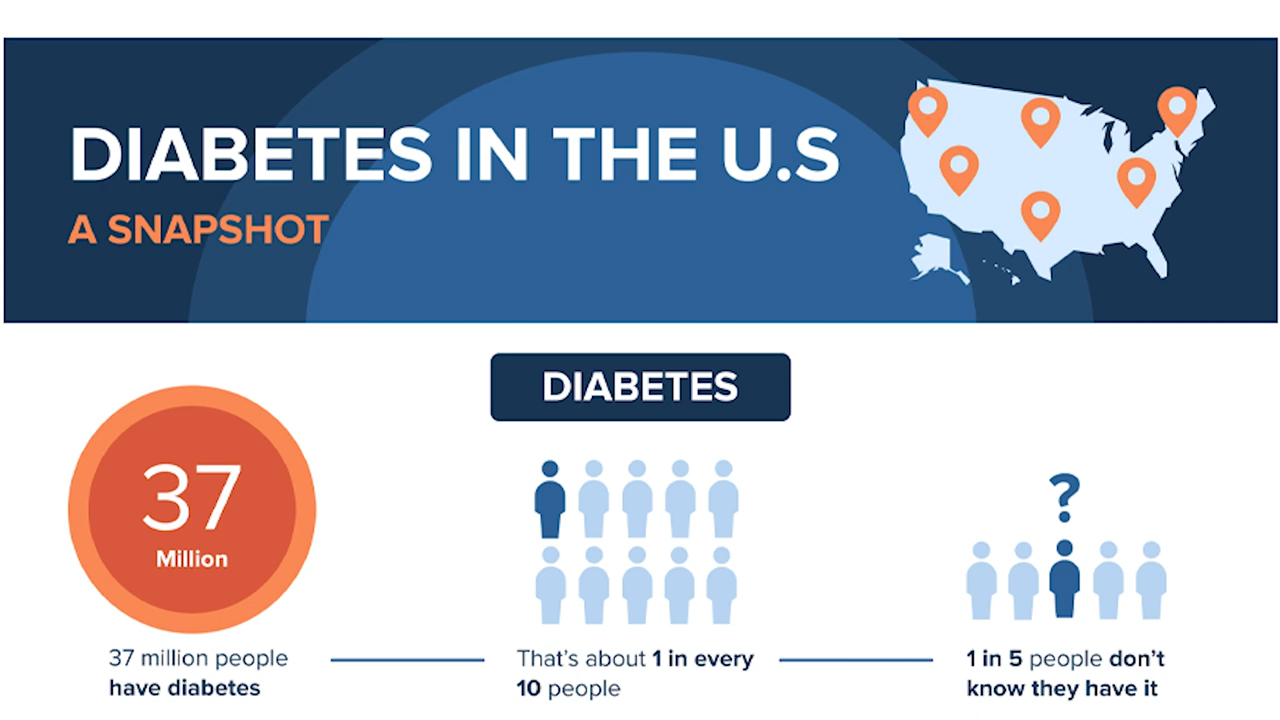 DIABETES IN THE U.S
A SNAPSHOT
DIABETES
37
Million
37 million people
have diabetes
That's about 1 in every
10 people
?
1 in 5 people don't
know they have it